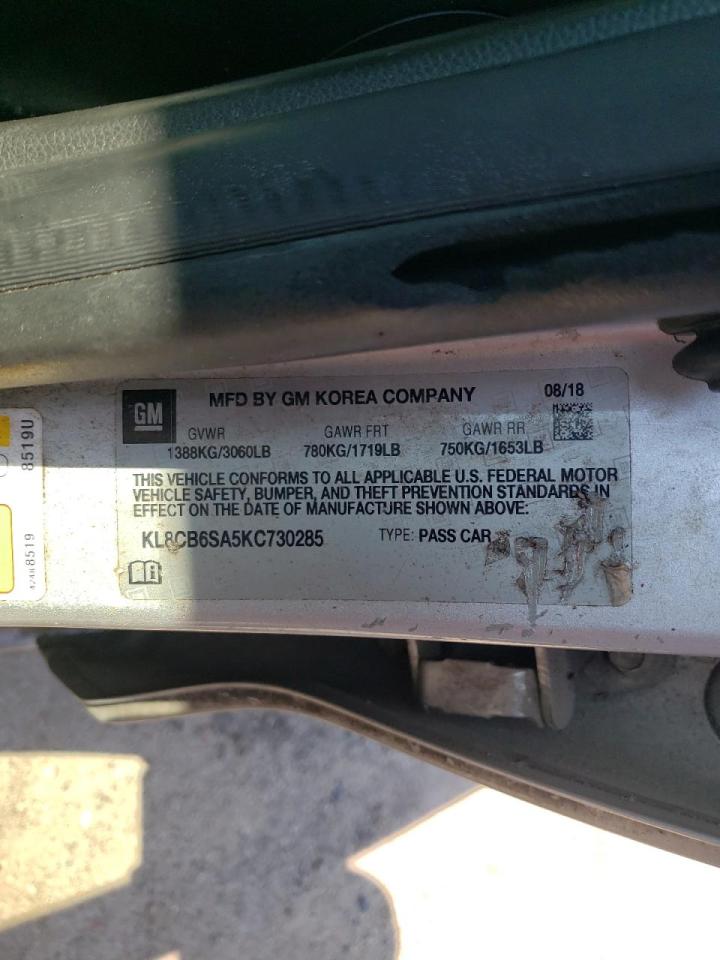 MFD BY GM KOREA COMPANY
08/18
GM
GVWR GAWR FRT GAWR RR
1388KG/3060LB 780KG/1719LB 750KG/1653LB
THIS VEHICLE CONFORMS TO ALL APPLICABLE U.S. FEDERAL MOTOR
VEHICLE SAFETY, BUMPER, AND THEFT PREVENTION STANDARDS IN
EFFECT ON THE DATE OF MANUFACTURE SHOWN ABOVE:
KL8CB6SA5KC730285 TYPE: PASS CAR
8519U
42488519